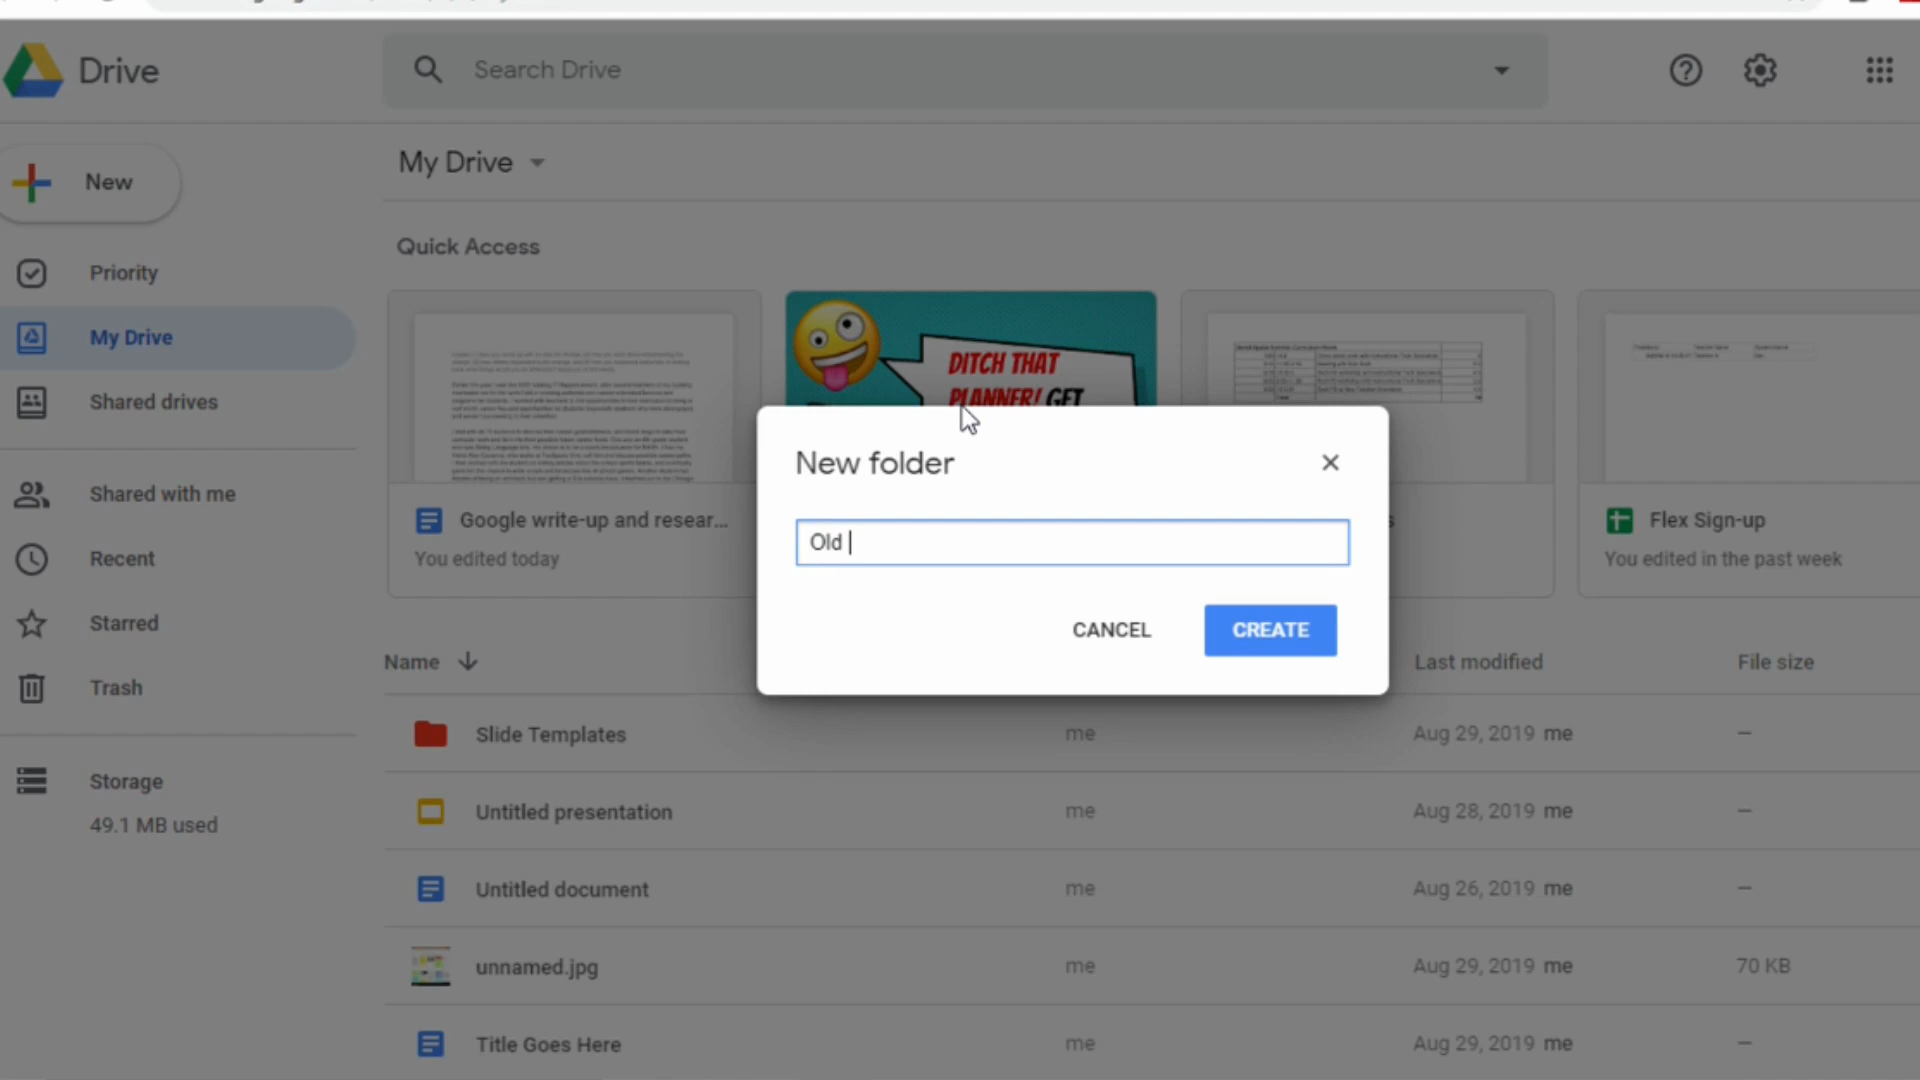 Drive
Search Drive
New
My Drive
Priority
Quick Access
My Drive
Shared drives
DITCH THAT
PLANNER! GET
New folder
Shared with me
Google write-up and resear...
Old
Flex Sign-up
Recent
You edited today
You edited in the past week
Starred
CANCEL
CREATE
Name
Last modified
File size
Trash
Slide Templates
me
Aug 29, 2019 me
–
Storage
Untitled presentation
me
Aug 28, 2019 me
–
49.1 MB used
Untitled document
me
Aug 26, 2019 me
–
unnamed.jpg
me
Aug 29, 2019 me
70 KB
Title Goes Here
me
Aug 29, 2019 me
–